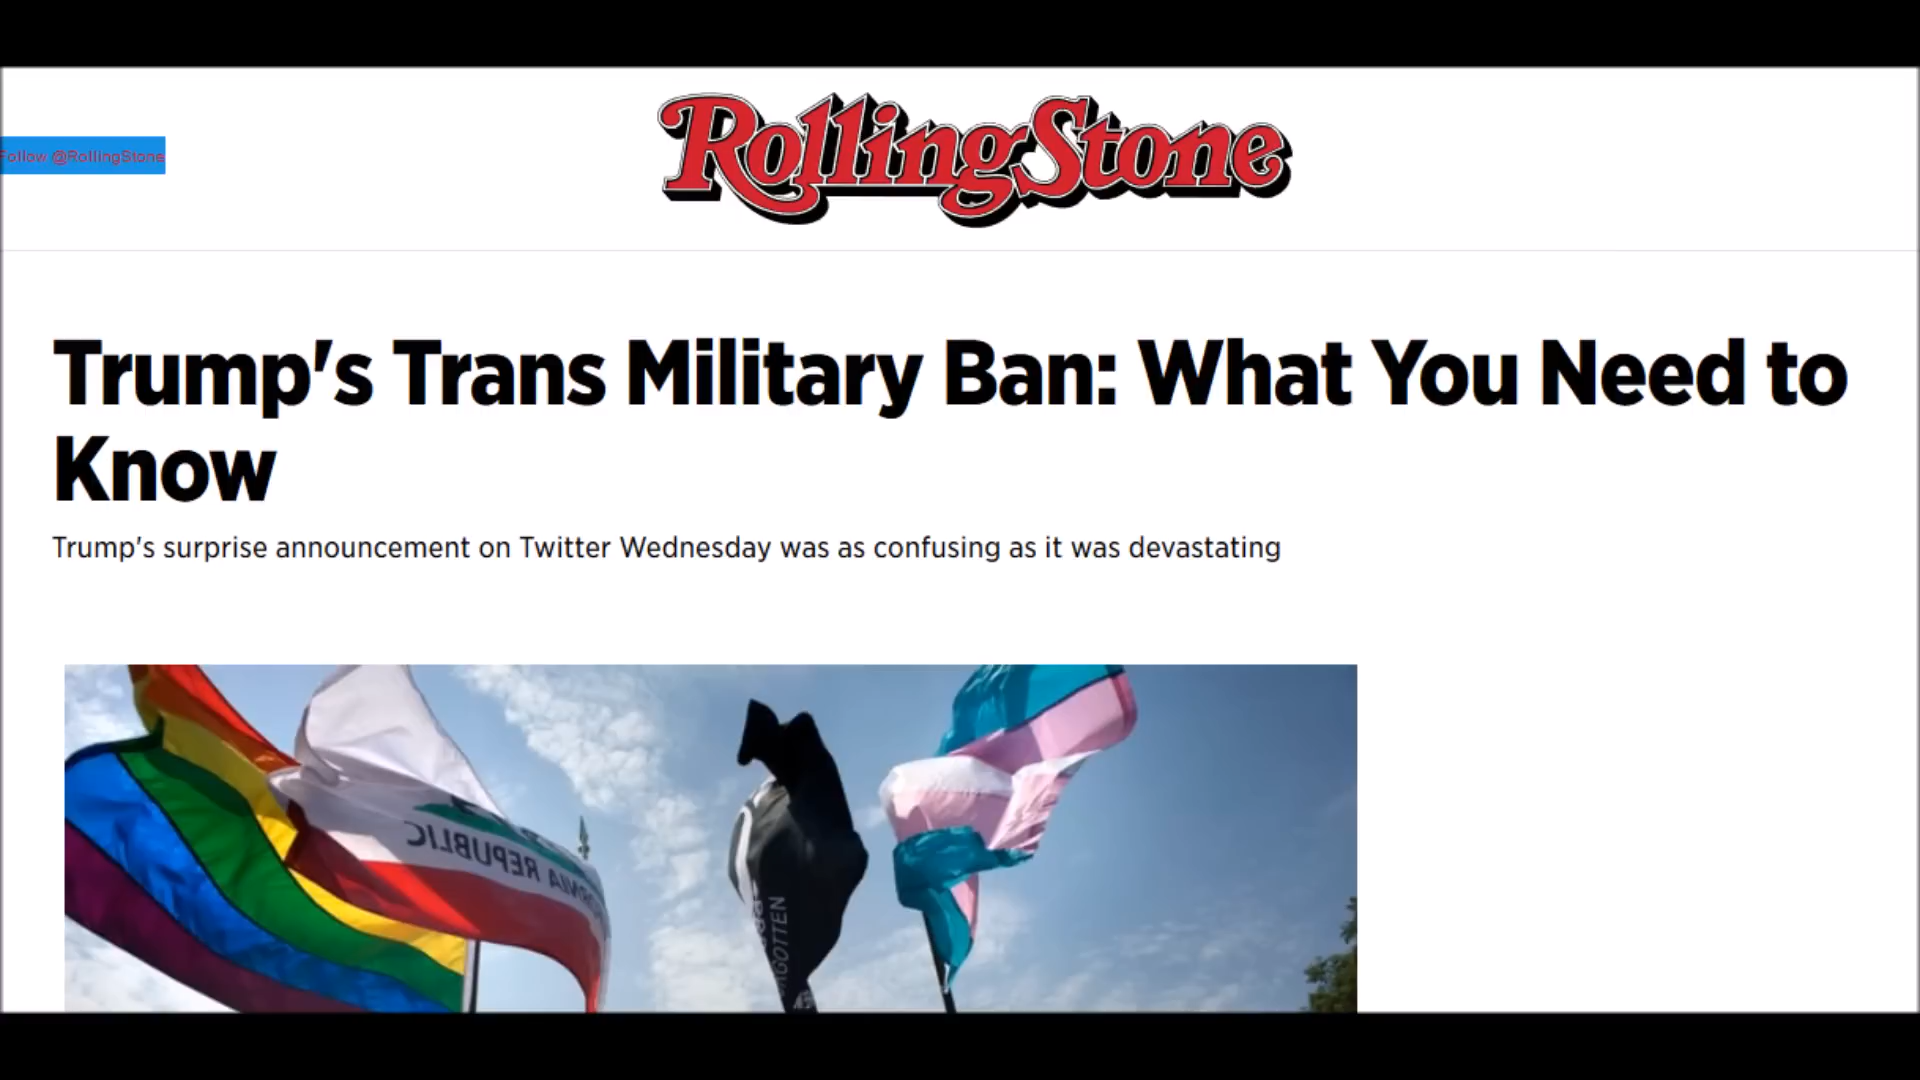 RollingStone
Follow @RollingStone
Trump's Trans Military Ban: What You Need to
Know
Trump's surprise announcement on Twitter Wednesday was as confusing as it was devastating
REPUBLIC